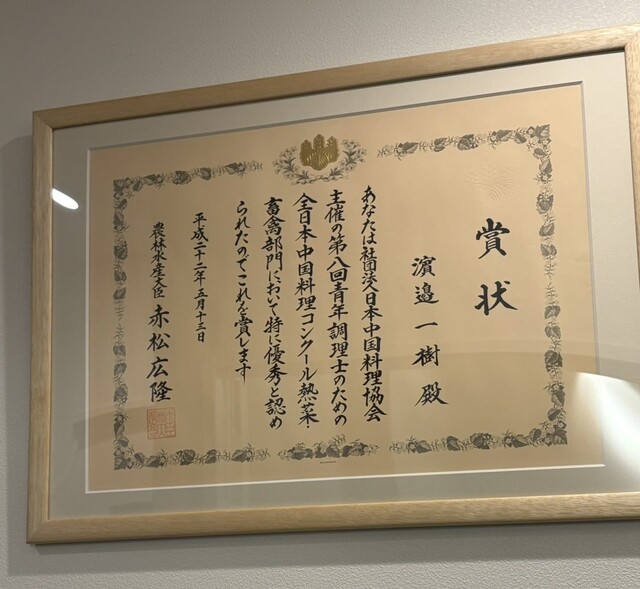 賞状
濵邉一樹殿
あなたは社団法人日本中国料理協会
主催の第八回青年調理士のための
全日本中国料理コンクール熱菜・
畜禽部門において特に優秀と認め
られたのでこれを賞します
平成二十二年五月十三日
農林水産大臣 赤松広隆